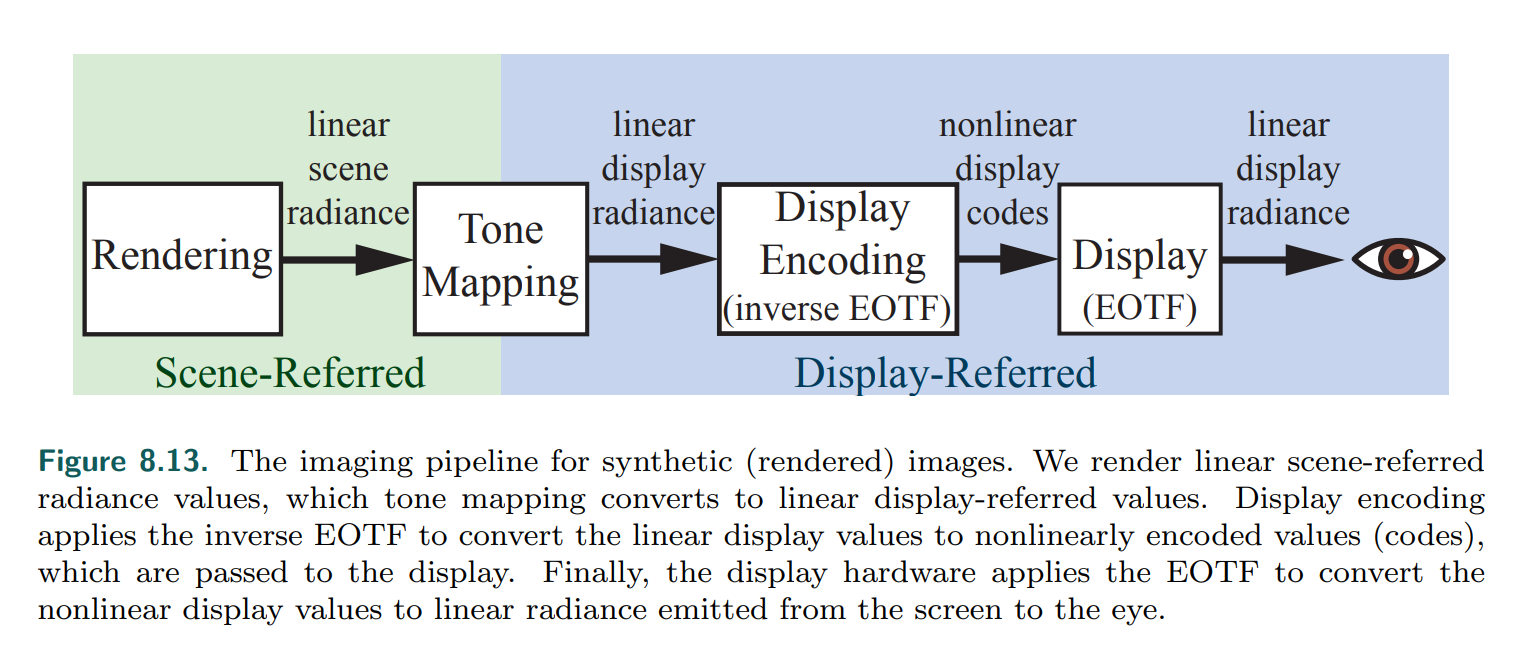 linear
scene
radiance
linear
display
radiance
nonlinear
display
codes
linear
display
radiance
Rendering
Tone
Mapping
Display
Encoding
(inverse EOTF)
Display
(EOTF)
Scene-Referred
Display-Referred
Figure 8.13. The imaging pipeline for synthetic (rendered) images. We render linear scene-referred
radiance values, which tone mapping converts to linear display-referred values. Display encoding
applies the inverse EOTF to convert the linear display values to nonlinearly encoded values (codes),
which are passed to the display. Finally, the display hardware applies the EOTF to convert the
nonlinear display values to linear radiance emitted from the screen to the eye.